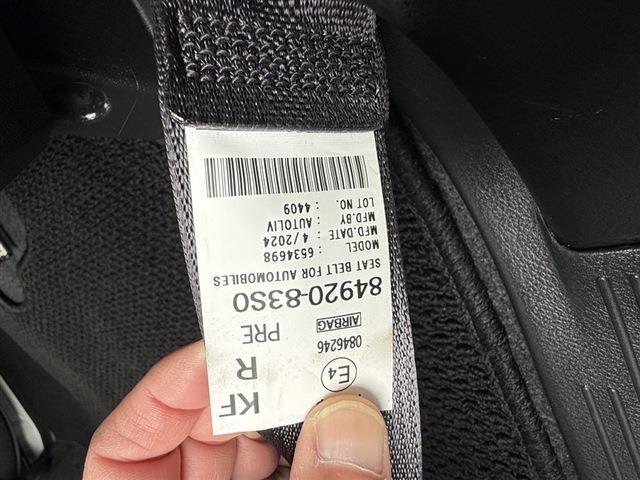 KF
E4 R
0846246
AIRBAG PRE
84920-83S0
SEAT BELT FOR AUTOMOBILES
MODEL : 6534698
MFD.DATE : 4/2024
MFD.BY : AUTOLIV
LOT NO. : 4409